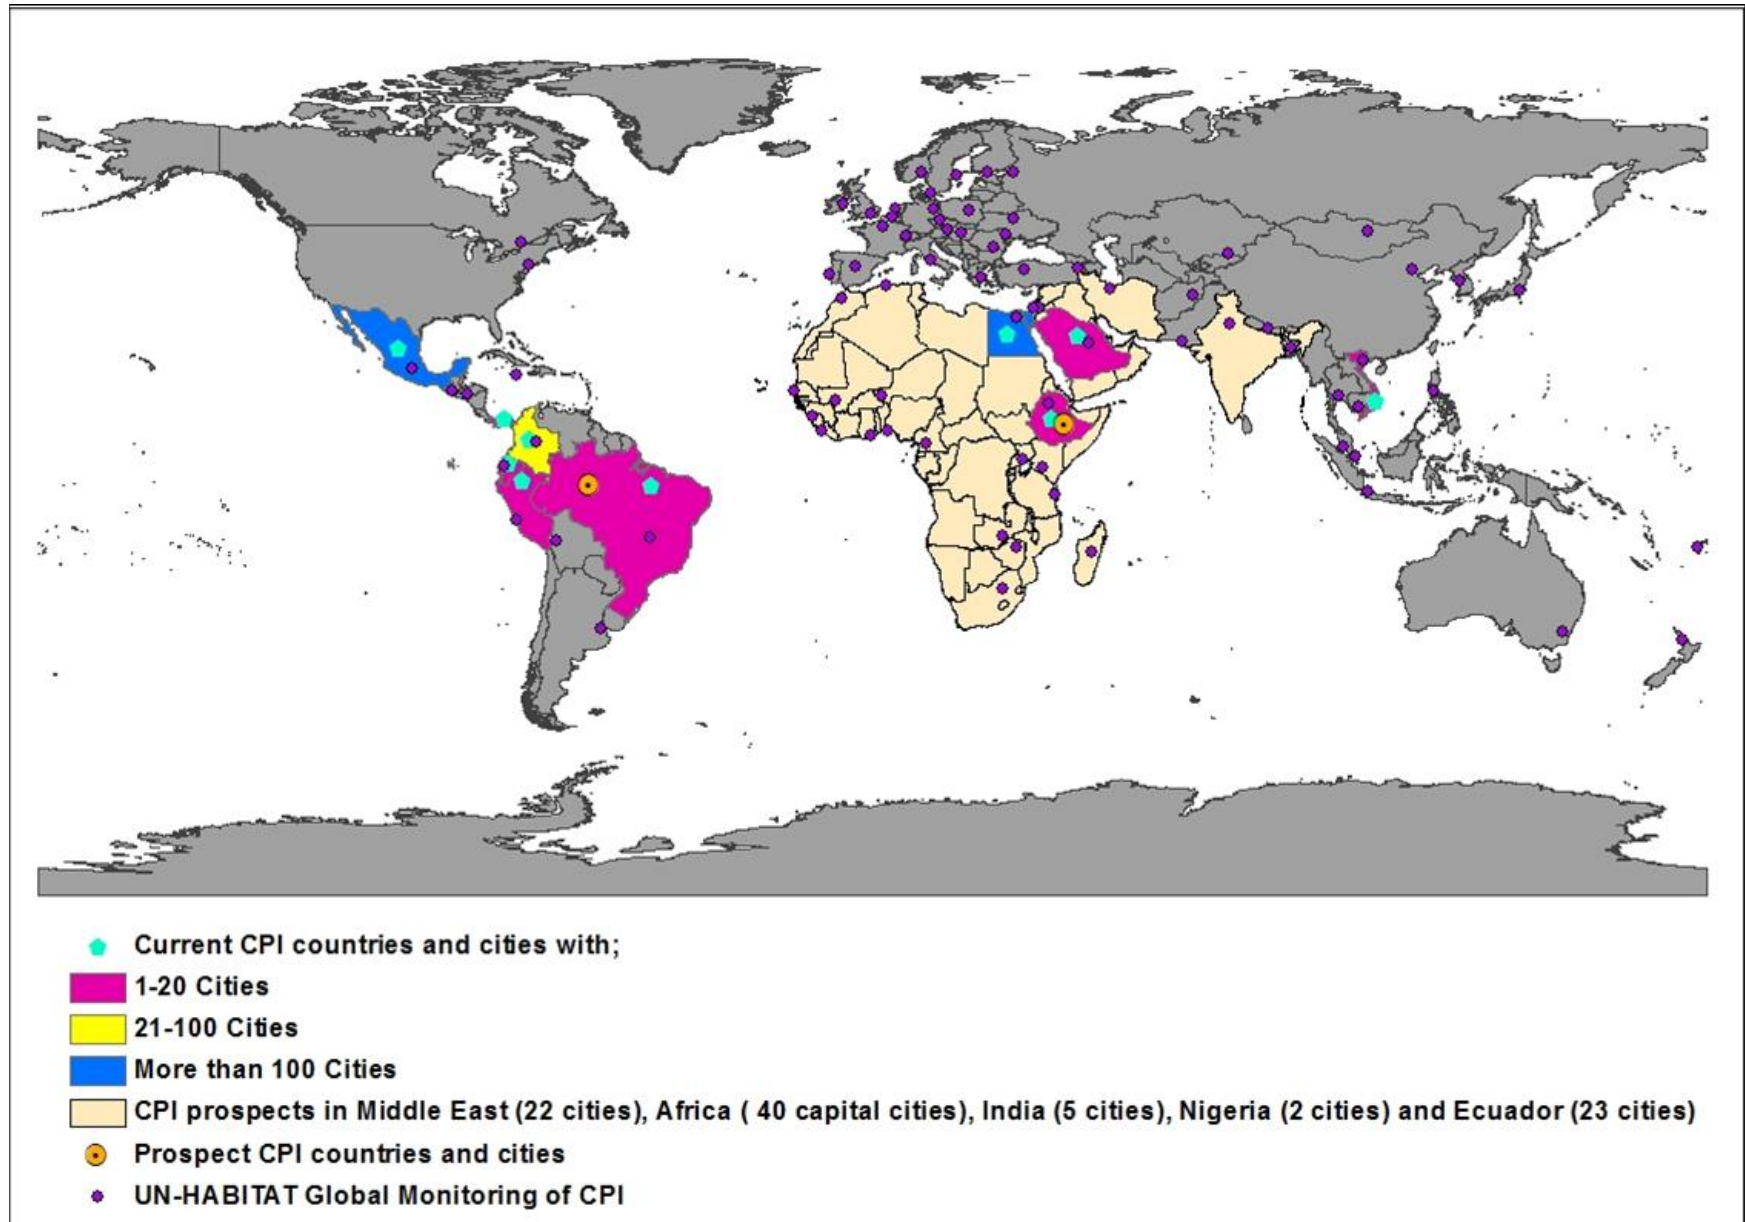 Current CPI countries and cities with;
1-20 Cities
21-100 Cities
More than 100 Cities
CPI prospects in Middle East (22 cities), Africa ( 40 capital cities), India (5 cities), Nigeria (2 cities) and Ecuador (23 cities)
Prospect CPI countries and cities
UN-HABITAT Global Monitoring of CPI